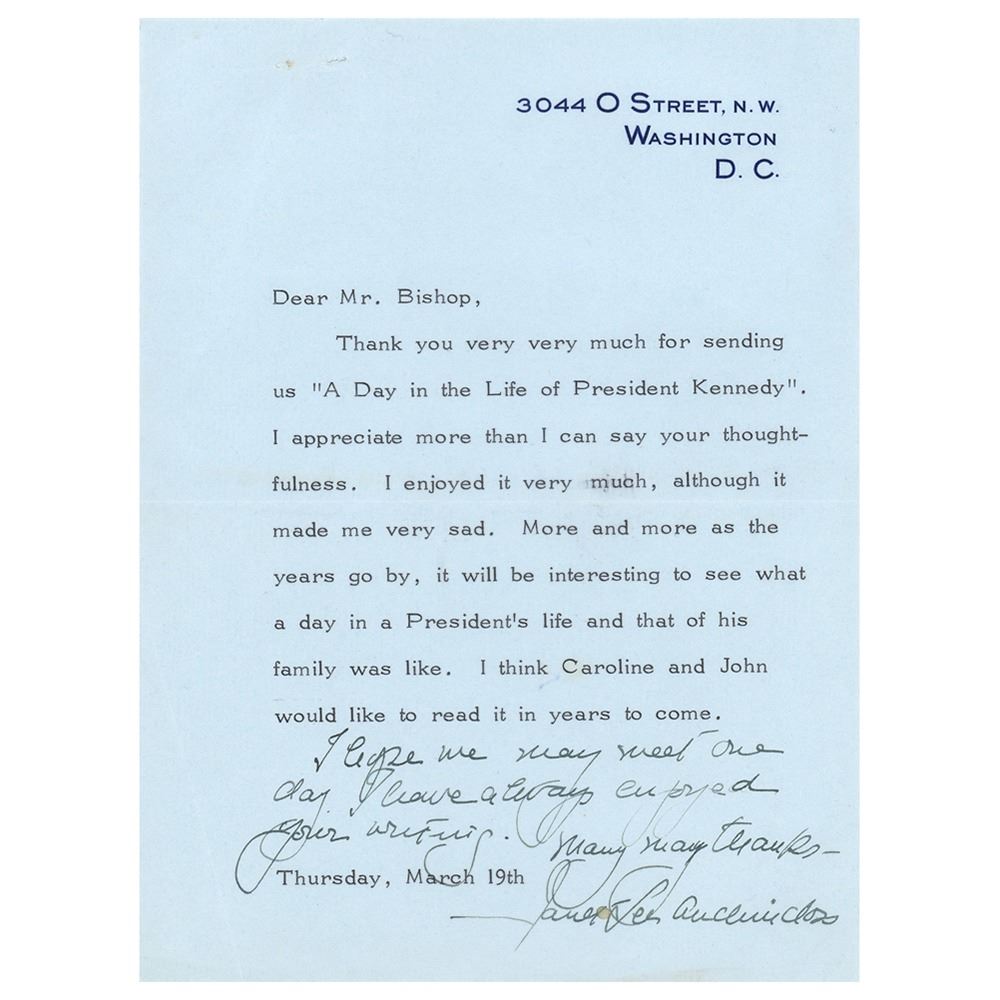 3044 O STREET, N. W.
WASHINGTON
D. C.
Dear Mr. Bishop,
Thank you very very much for sending
us "A Day in the Life of President Kennedy".
I appreciate more than I can say your thought-
fulness. I enjoyed it very much, although it
made me very sad. More and more as the
years go by, it will be interesting to see what
a day in a President's life and that of his
family was like. I think Caroline and John
would like to read it in years to come.
I hope we may meet one
day I have always enjoyed
your writing.
Many many thanks-
Thursday, March 19th
Janet Lee Auchincloss